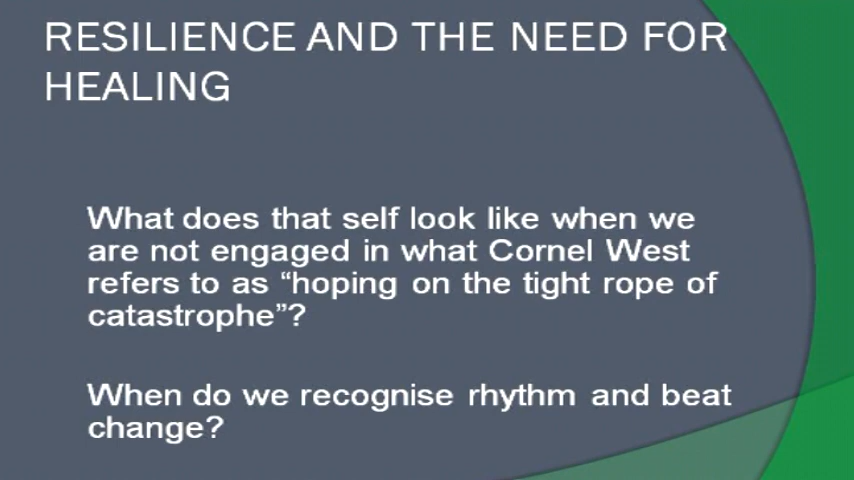 RESILIENCE AND THE NEED FOR
HEALING
What does that self look like when we
are not engaged in what Cornel West
refers to as “hoping on the tight rope of
catastrophe”?
When do we recognise rhythm and beat
change?